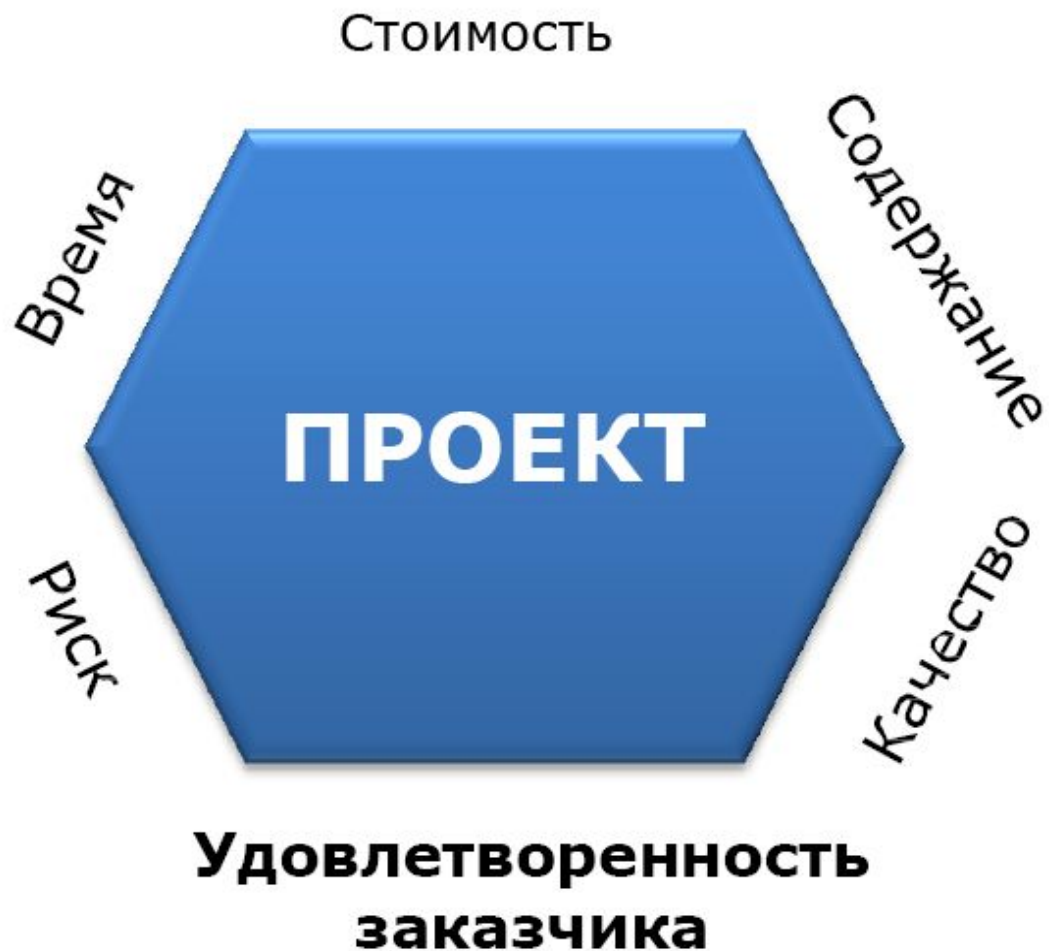 Стоимость
Время
Содержание
ПРОЕКТ
Риск
Качество
Удовлетворенность
заказчика